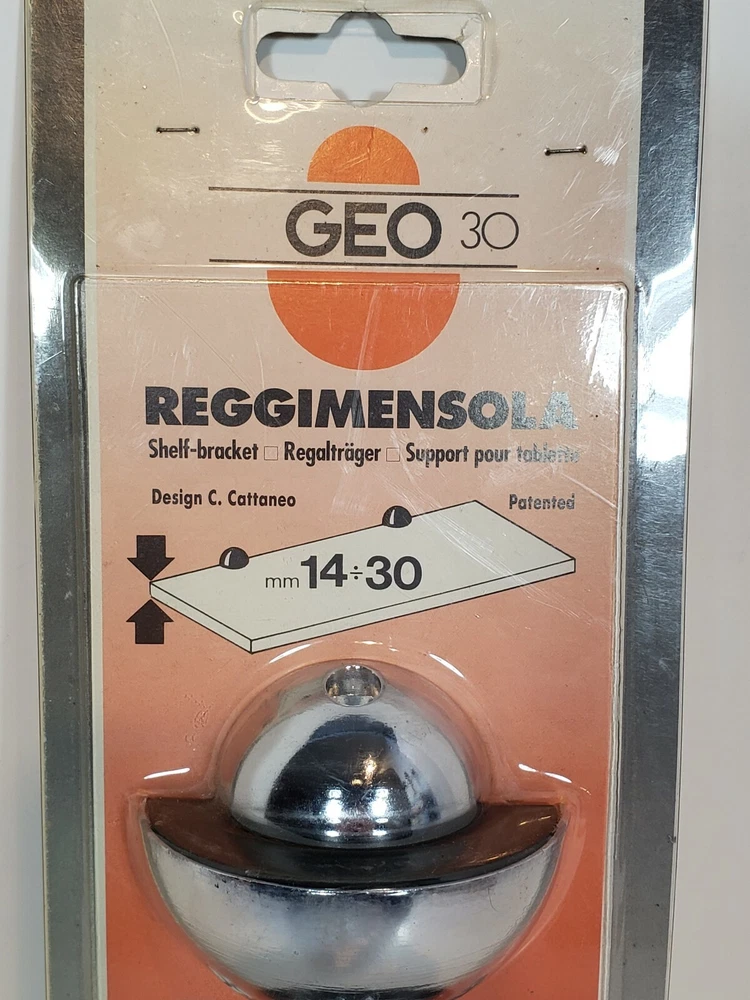 GEO 30
REGGIMENSOLA
Shelf-bracket □ Regalträger □ Support pour tablette
Design C. Cattaneo
Patented
mm 14÷30